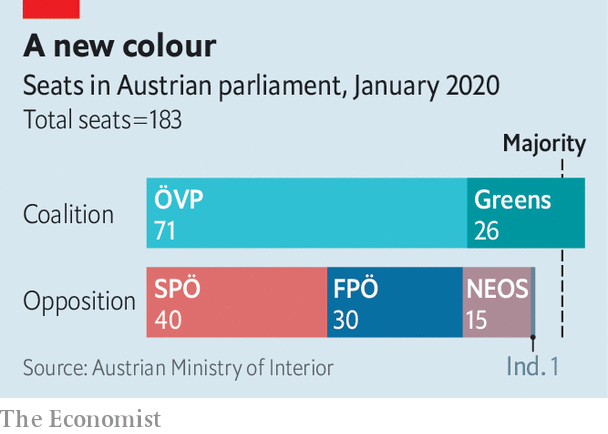 A new colour
Seats in Austrian parliament, January 2020
Total seats=183
Majority
Coalition
ÖVP
71
Greens
26
Opposition
SPÖ
40
FPÖ
30
NEOS
15
Ind. 1
Source: Austrian Ministry of Interior
The Economist